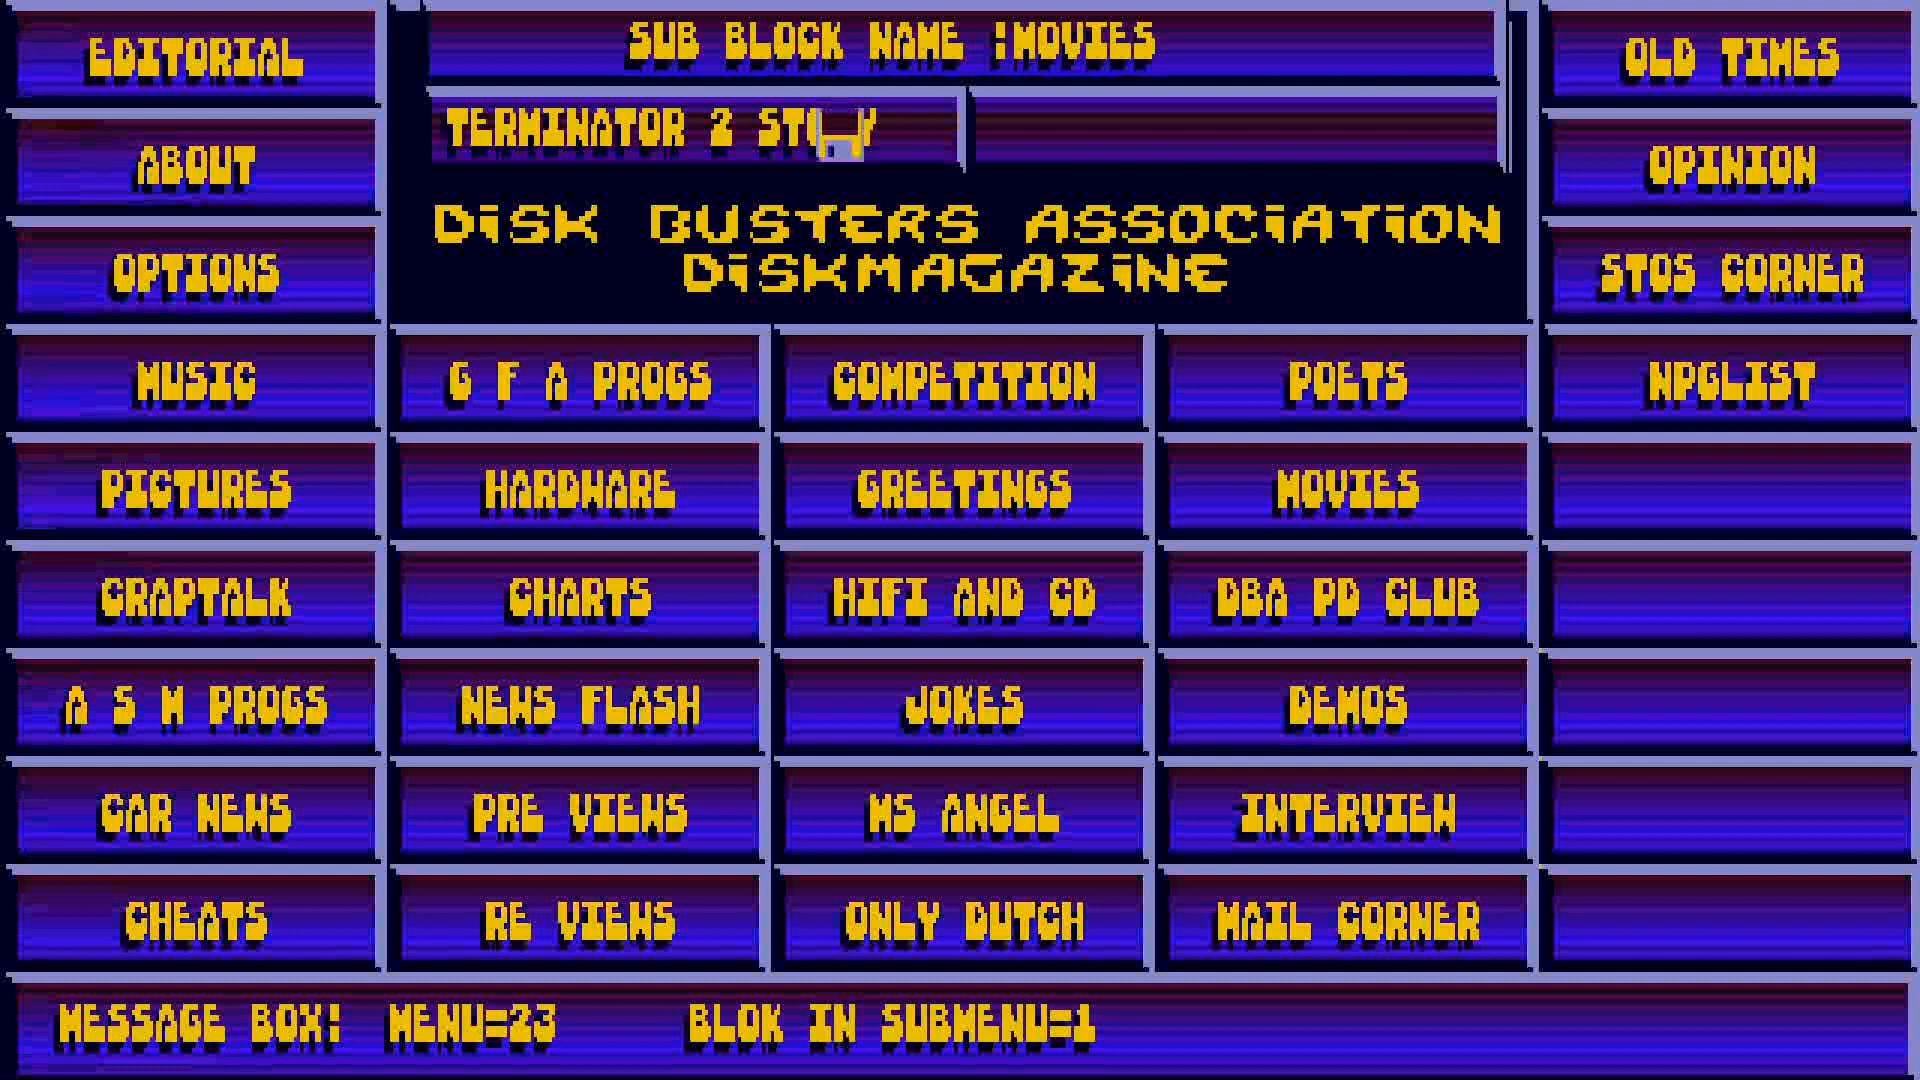 EDITORIAL
SUB BLOCK NAME :MOVIES
OLD TIMES
TERMINATOR 2
ABOUT
OPINION
DISK BUSTERS ASSOCIATION
DISKMAGAZINE
OPTIONS
STOS CORNER
MUSIC
G F A PROGS
COMPETITION
POETS
NPGLIST
PICTURES
HARDWARE
GREETINGS
MOVIES
CRAPTALK
CHARTS
HIFI AND CD
DBA PD CLUB
A S M PROGS
NEWS FLASH
JOKES
DEMOS
CAR NEWS
PRE VIEWS
MS ANGEL
INTERVIEW
CHEATS
RE VIEWS
ONLY DUTCH
MAIL CORNER
MESSAGE BOX! MENU=23 BLOK IN SUBMENU=1